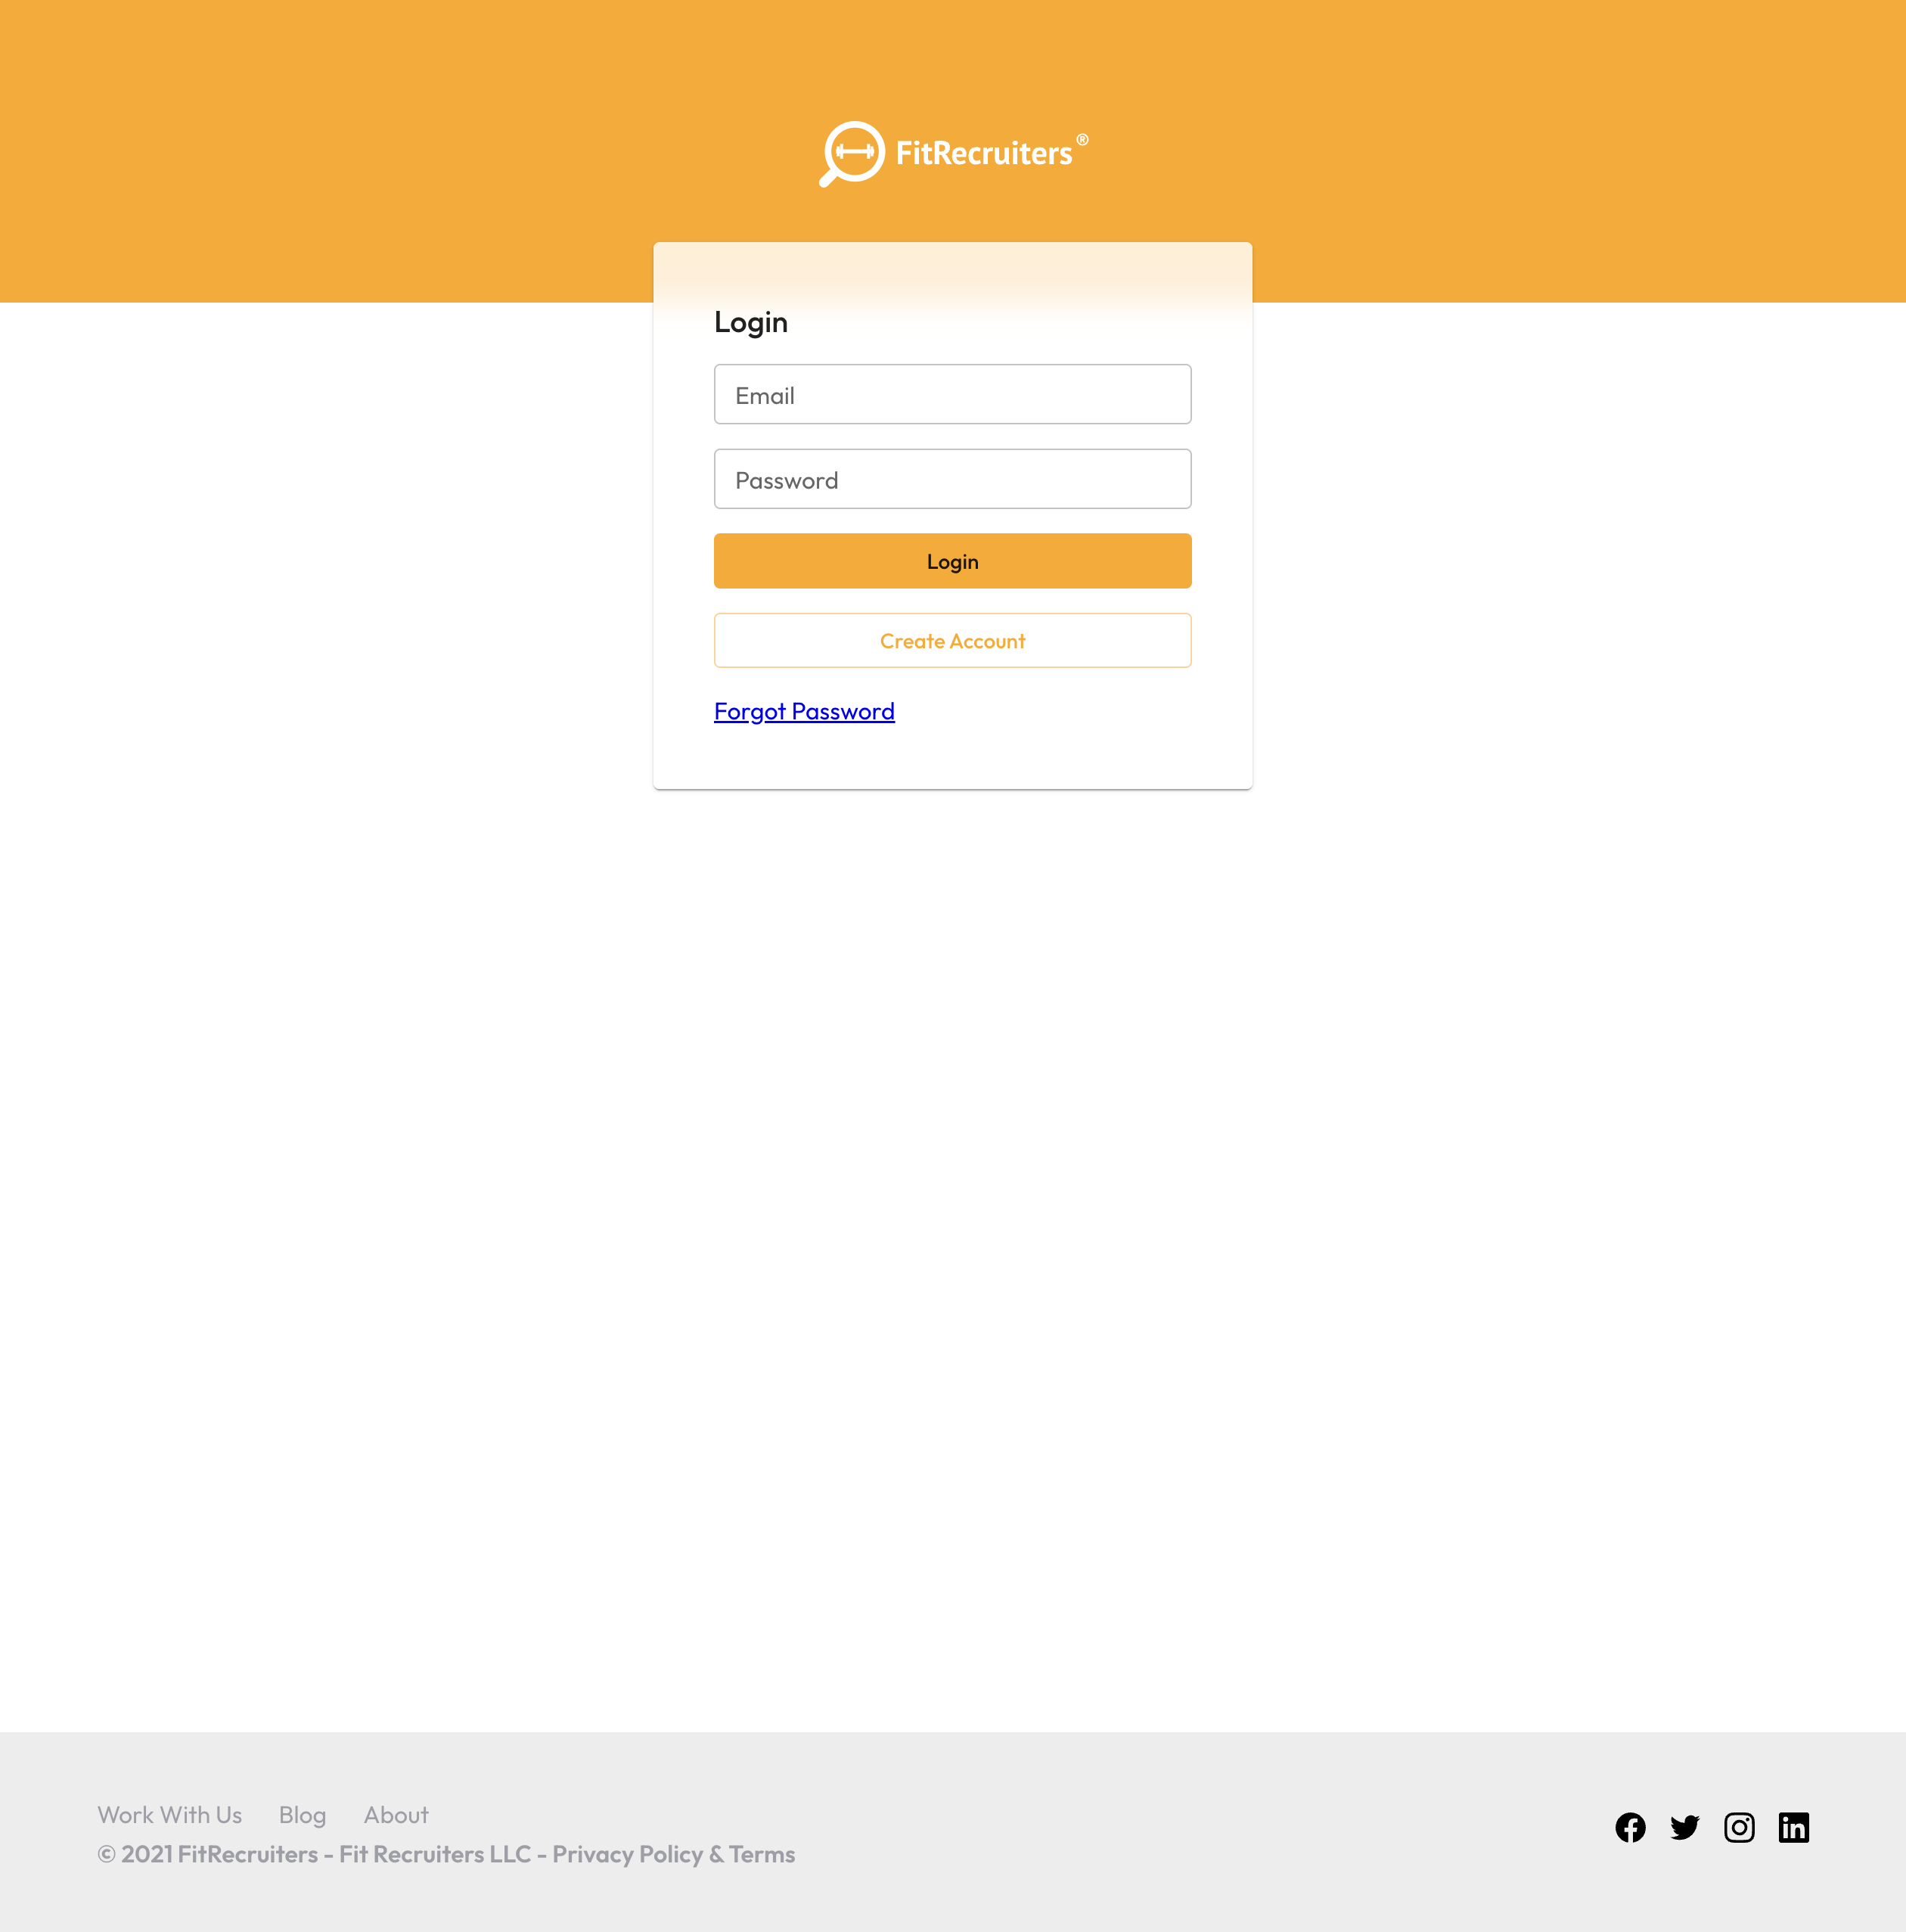 FitRecruiters ®
Login
Email
Password
Login
Create Account
Forgot Password
Work With Us Blog About
© 2021 FitRecruiters - Fit Recruiters LLC - Privacy Policy & Terms